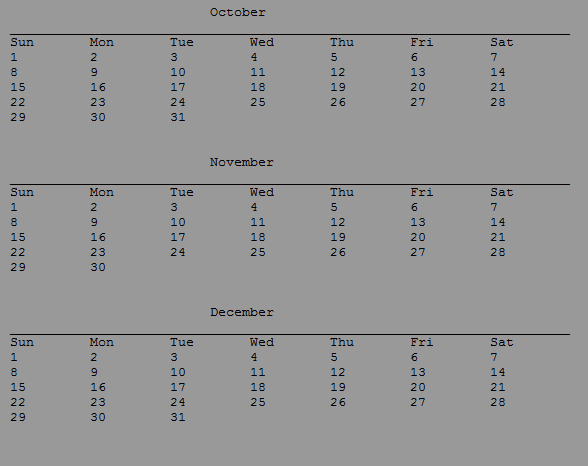 October
Sun Mon Tue Wed Thu Fri Sat
1 2 3 4 5 6 7
8 9 10 11 12 13 14
15 16 17 18 19 20 21
22 23 24 25 26 27 28
29 30 31
November
Sun Mon Tue Wed Thu Fri Sat
1 2 3 4 5 6 7
8 9 10 11 12 13 14
15 16 17 18 19 20 21
22 23 24 25 26 27 28
29 30
December
Sun Mon Tue Wed Thu Fri Sat
1 2 3 4 5 6 7
8 9 10 11 12 13 14
15 16 17 18 19 20 21
22 23 24 25 26 27 28
29 30 31